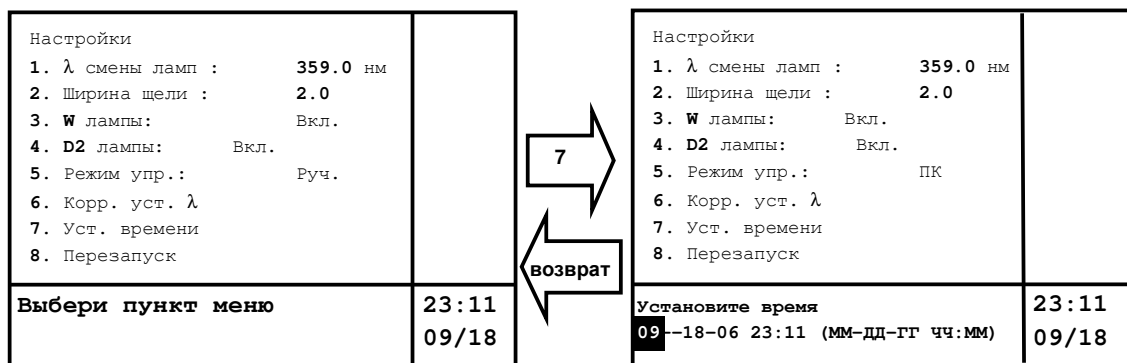 Настройки
1. λ смены ламп : 359.0 нм
2. Ширина щели : 2.0
3. W лампы: Вкл.
4. D2 лампы: Вкл.
5. Режим упр.: Руч.
6. Корр. уст. λ
7. Уст. времени
8. Перезапуск
Выбери пункт меню
23:11
09/18
7
возврат
Настройки
1. λ смены ламп : 359.0 нм
2. Ширина щели : 2.0
3. W лампы: Вкл.
4. D2 лампы: Вкл.
5. Режим упр.: ПК
6. Корр. уст. λ
7. Уст. времени
8. Перезапуск
Установите время
09--18-06 23:11 (ММ-ДД-ГГ ЧЧ:ММ)
23:11
09/18